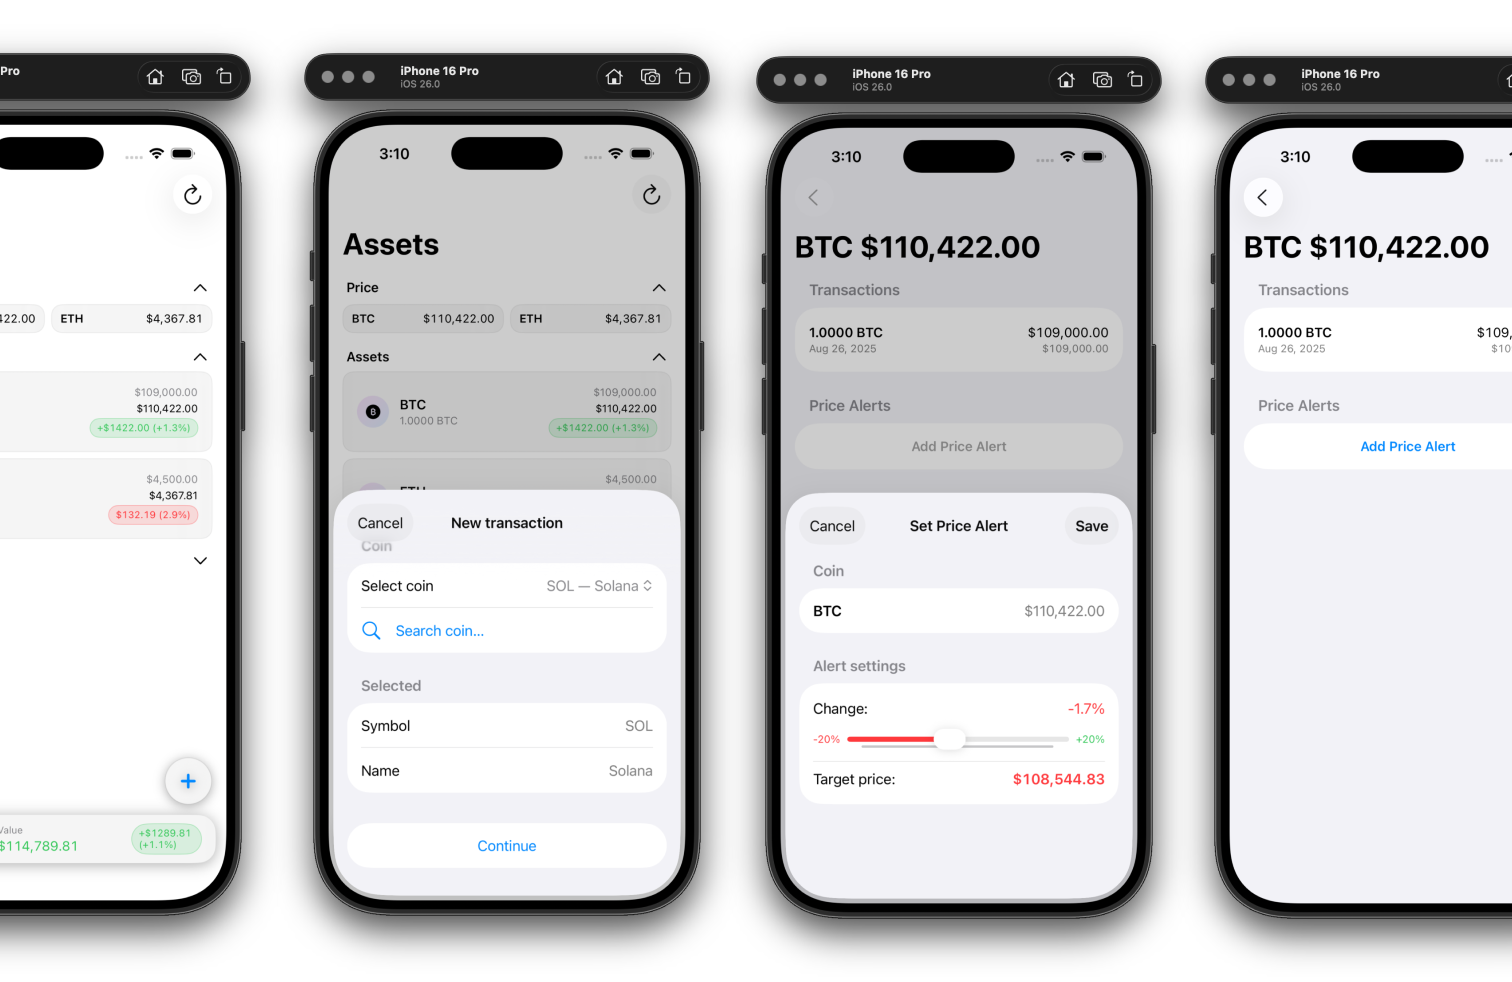 Pro
422.00
ETH
$4,367.81
$109,000.00
$110,422.00
+$1422.00 (+1.3%)
$4,500.00
$4,367.81
$132.19 (2.9%)
Value
$114,789.81
+$1289.81
(+1.1%)
iPhone 16 Pro
iOS 26.0
3:10
Assets
Price
BTC
$110,422.00
ETH
$4,367.81
Assets
BTC
1.0000 BTC
$109,000.00
$110,422.00
+$1422.00 (+1.3%)
ETH
$4,500.00
Cancel
New transaction
Coin
Select coin
SOL — Solana
Search coin...
Selected
Symbol
SOL
Name
Solana
Continue
iPhone 16 Pro
iOS 26.0
3:10
BTC $110,422.00
Transactions
1.0000 BTC
$109,000.00
Aug 26, 2025
$109,000.00
Price Alerts
Add Price Alert
Cancel
Set Price Alert
Save
Coin
BTC
$110,422.00
Alert settings
Change:
-1.7%
-20%
+20%
Target price:
$108,544.83
iPhone 16 Pro
iOS 26.0
3:10
BTC $110,422.00
Transactions
1.0000 BTC
$109,
Aug 26, 2025
$10
Price Alerts
Add Price Alert